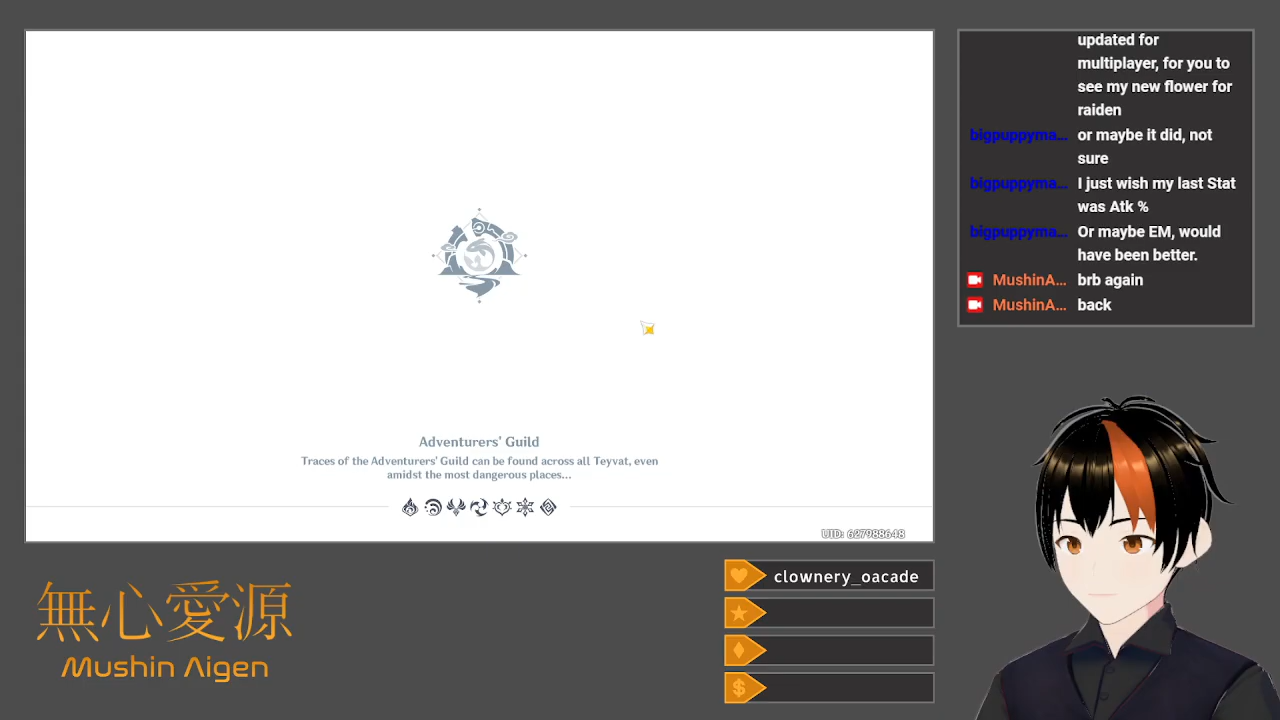 updated for
multiplayer, for you to
see my new flower for
raiden
bigpuppyma... or maybe it did, not
sure
bigpuppyma... I just wish my last Stat
was Atk %
bigpuppyma... Or maybe EM, would
have been better.
MushinA... brb again
MushinA... back
Adventurers' Guild
Traces of the Adventurers' Guild can be found across all Teyvat, even
amidst the most dangerous places...
UID: 627988648
無心愛源
Mushin Aigen
clownery_oacade
$